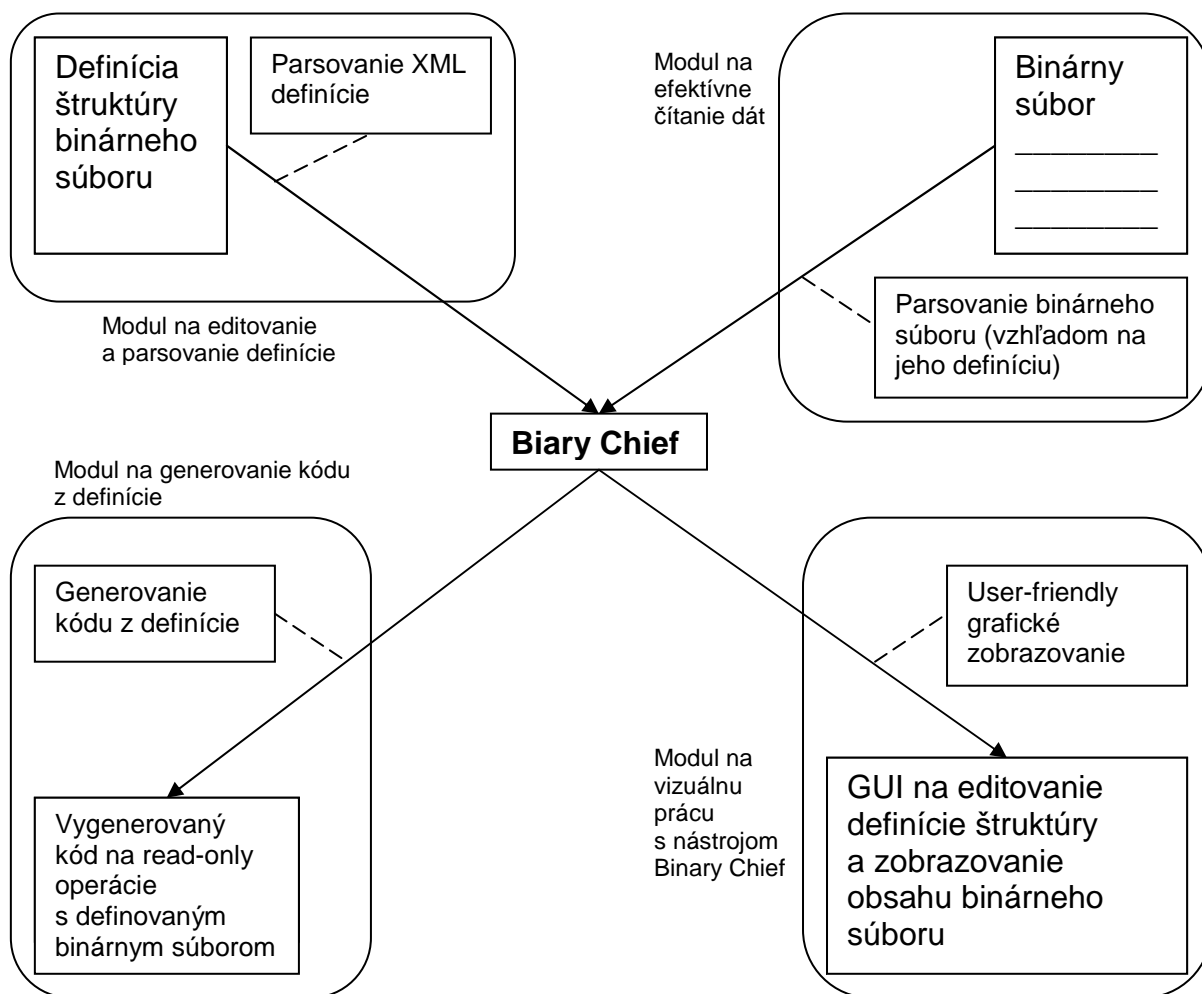 Definícia
štruktúry
binárneho
súboru
Parsovanie XML
definície
Modul na
efektívne
čítanie dát
Binárny
súbor
________
________
________
Parsovanie binárneho
súboru (vzhľadom na
jeho definíciu)
Modul na editovanie
a parsovanie definície
Biary Chief
Modul na generovanie kódu
z definície
Generovanie
kódu z definície
User-friendly
grafické
zobrazovanie
Modul na
vizuálnu
prácu
s nástrojom
Binary Chief
Vygenerovaný
kód na read-only
operácie
s definovaným
binárnym súborom
GUI na editovanie
definície štruktúry
a zobrazovanie
obsahu binárneho
súboru